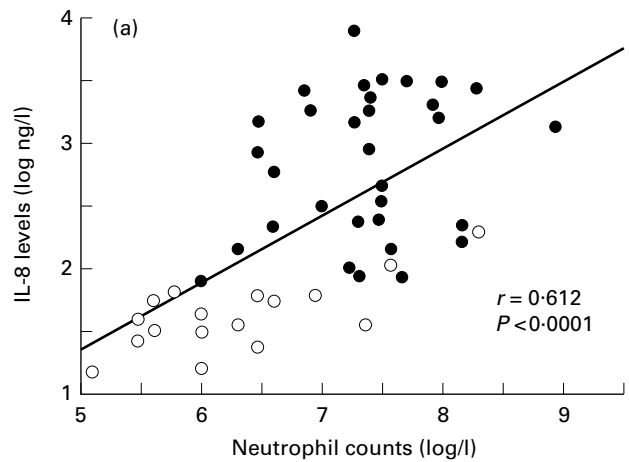 (a)
4
3
2
1
IL-8 levels (log ng/l)
r = 0·612
P < 0·0001
5 6 7 8 9
Neutrophil counts (log/l)